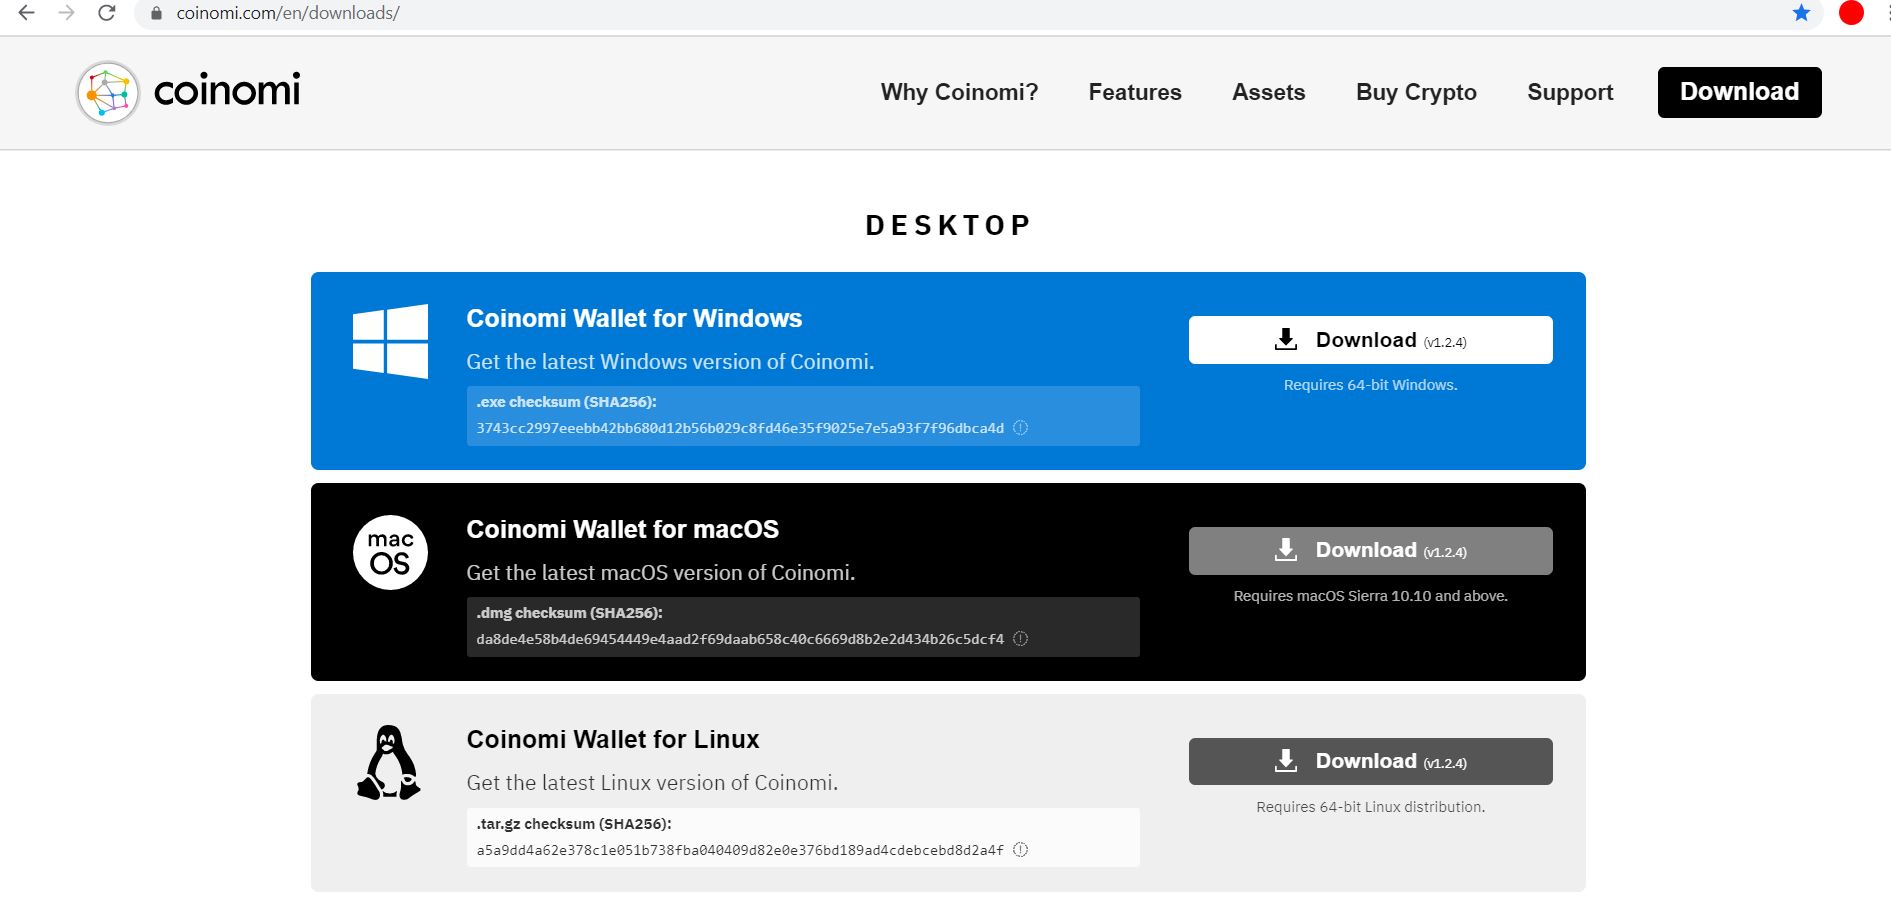 coinomi.com/en/downloads/
coinomi
Why Coinomi?
Features
Assets
Buy Crypto
Support
Download
DESKTOP
Coinomi Wallet for Windows
Get the latest Windows version of Coinomi.
.exe checksum (SHA256):
3743cc2997eeebb42bb680d12b56b029c8fd46e35f9025e7e5a93f7f96dbca4d
Download (v1.2.4)
Requires 64-bit Windows.
mac
OS
Coinomi Wallet for macOS
Get the latest macOS version of Coinomi.
.dmg checksum (SHA256):
da8de4e58b4de69454449e4aad2f69daab658c40c6669d8b2e2d434b26c5dcf4
Download (v1.2.4)
Requires macOS Sierra 10.10 and above.
Coinomi Wallet for Linux
Get the latest Linux version of Coinomi.
.tar.gz checksum (SHA256):
a5a9dd4a62e378c1e051b738fba040409d82e0e376bd189ad4cdebcebd8d2a4f
Download (v1.2.4)
Requires 64-bit Linux distribution.